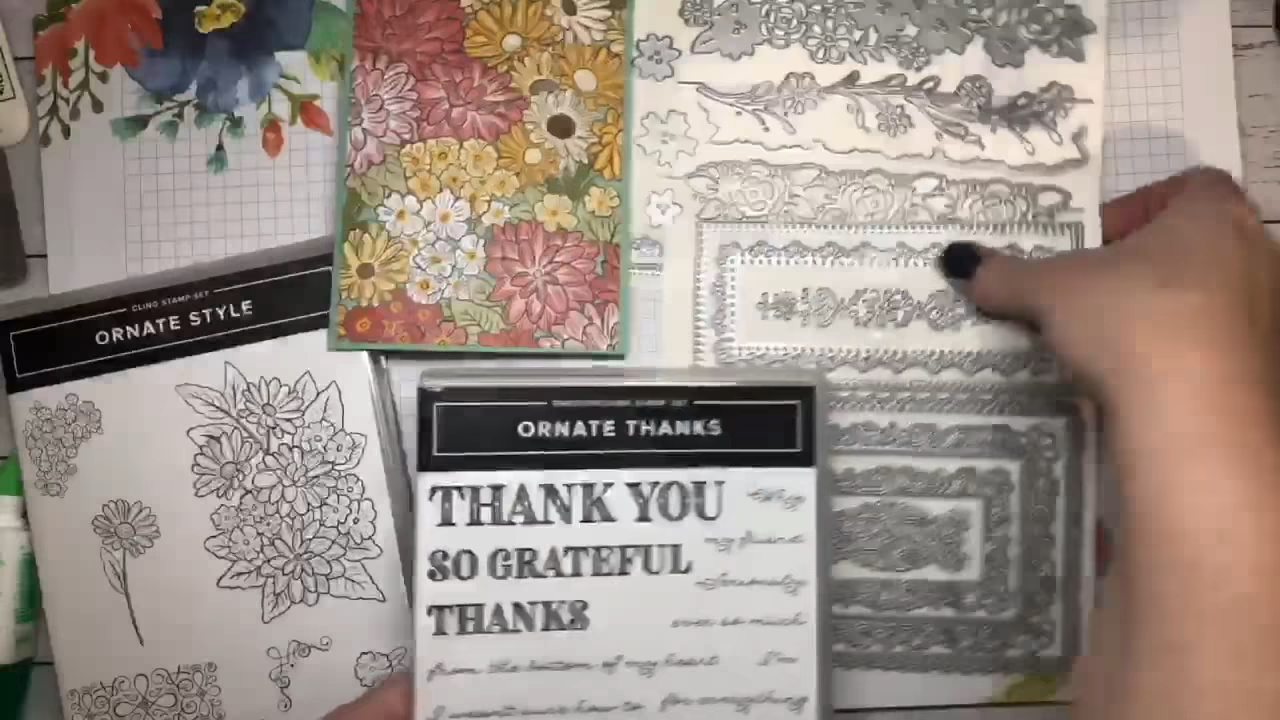 CLING STAMP SET
ORNATE STYLE
ORNATE THANKS
THANK YOU
my friend
SO GRATEFUL
Sincerely
THANKS
ever so much
from the bottom of my heart I'm
for everything